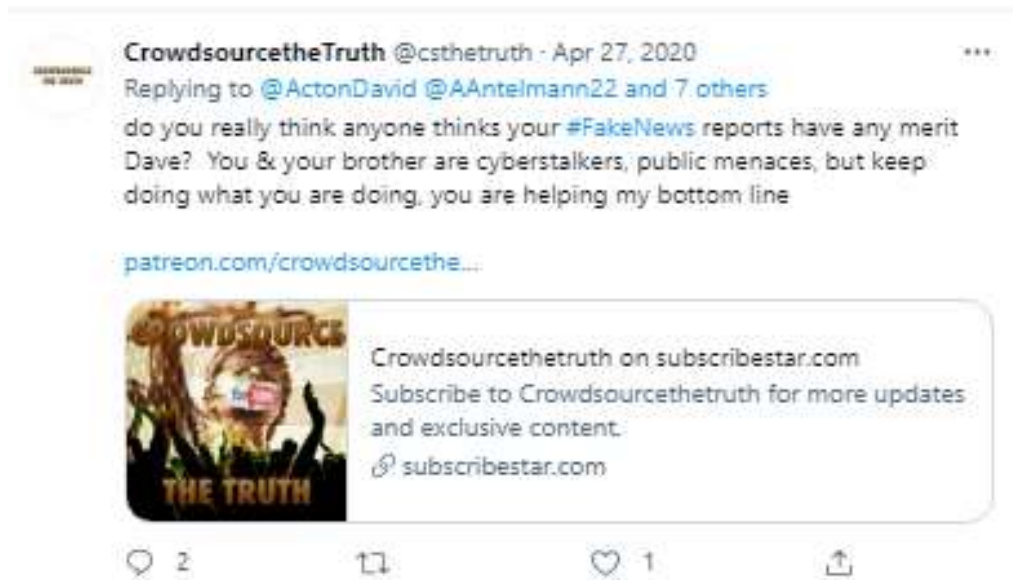 CrowdsourcetheTruth @csthetruth · Apr 27, 2020
Replying to @ActonDavid @AAntelmann22 and 7 others
do you really think anyone thinks your #FakeNews reports have any merit
Dave? You & your brother are cyberstalkers, public menaces, but keep
doing what you are doing, you are helping my bottom line
patreon.com/crowdsourcethe...
CROWDSOURCE
THE TRUTH
Crowdsourcethetruth on subscribestar.com
Subscribe to Crowdsourcethetruth for more updates
and exclusive content.
subscribestar.com
2
1